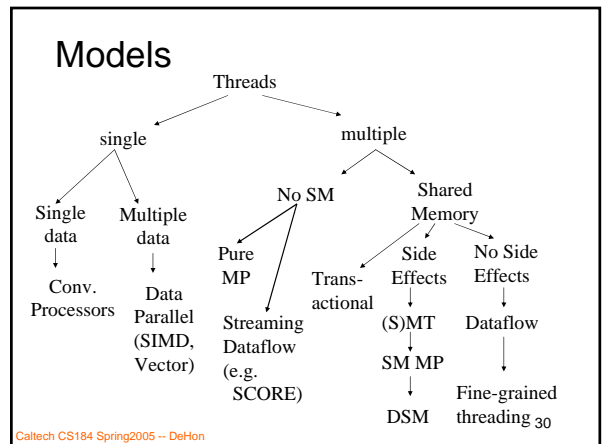 Models
Threads
single
multiple
No SM
Shared
Memory
Single
data
Multiple
data
Pure
MP
Trans-
actional
Side
Effects
No Side
Effects
Conv.
Processors
Data
Parallel
(SIMD,
Vector)
Streaming
Dataflow
(e.g.
SCORE)
(S)MT
Dataflow
SM MP
DSM
Fine-grained
threading
30
Caltech CS184 Spring2005 -- DeHon